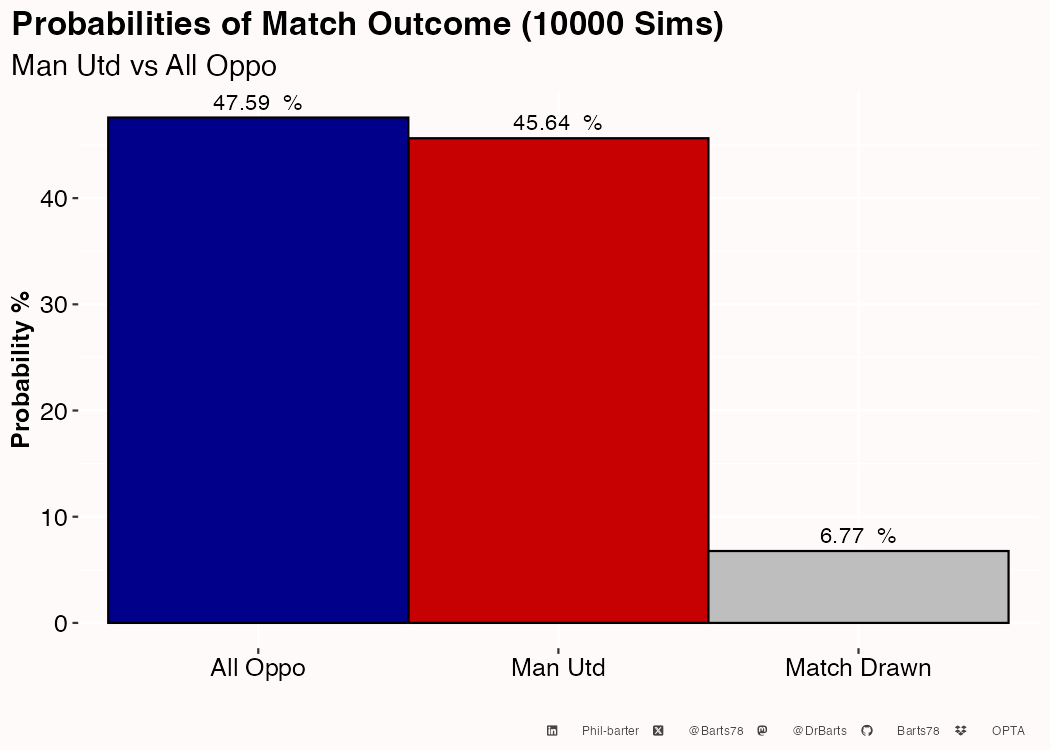 Probabilities of Match Outcome (10000 Sims)
Man Utd vs All Oppo
47.59 %
45.64 %
6.77 %
Probability %
40
30
20
10
0
All Oppo Man Utd Match Drawn
Phil-barter @Barts78 @DrBarts Barts78 OPTA